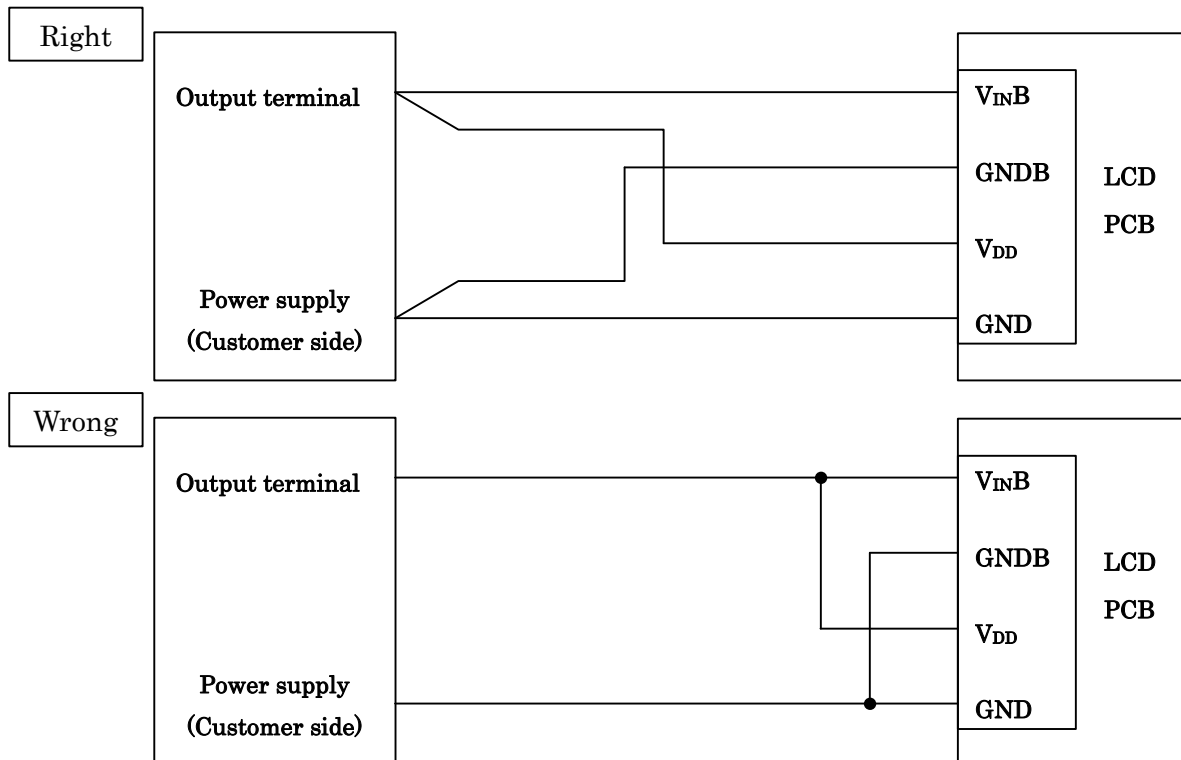 Right
Output terminal
Power supply
(Customer side)
VINB
GNDB
VDD
GND
LCD
PCB
Wrong
Output terminal
Power supply
(Customer side)
VINB
GNDB
VDD
GND
LCD
PCB